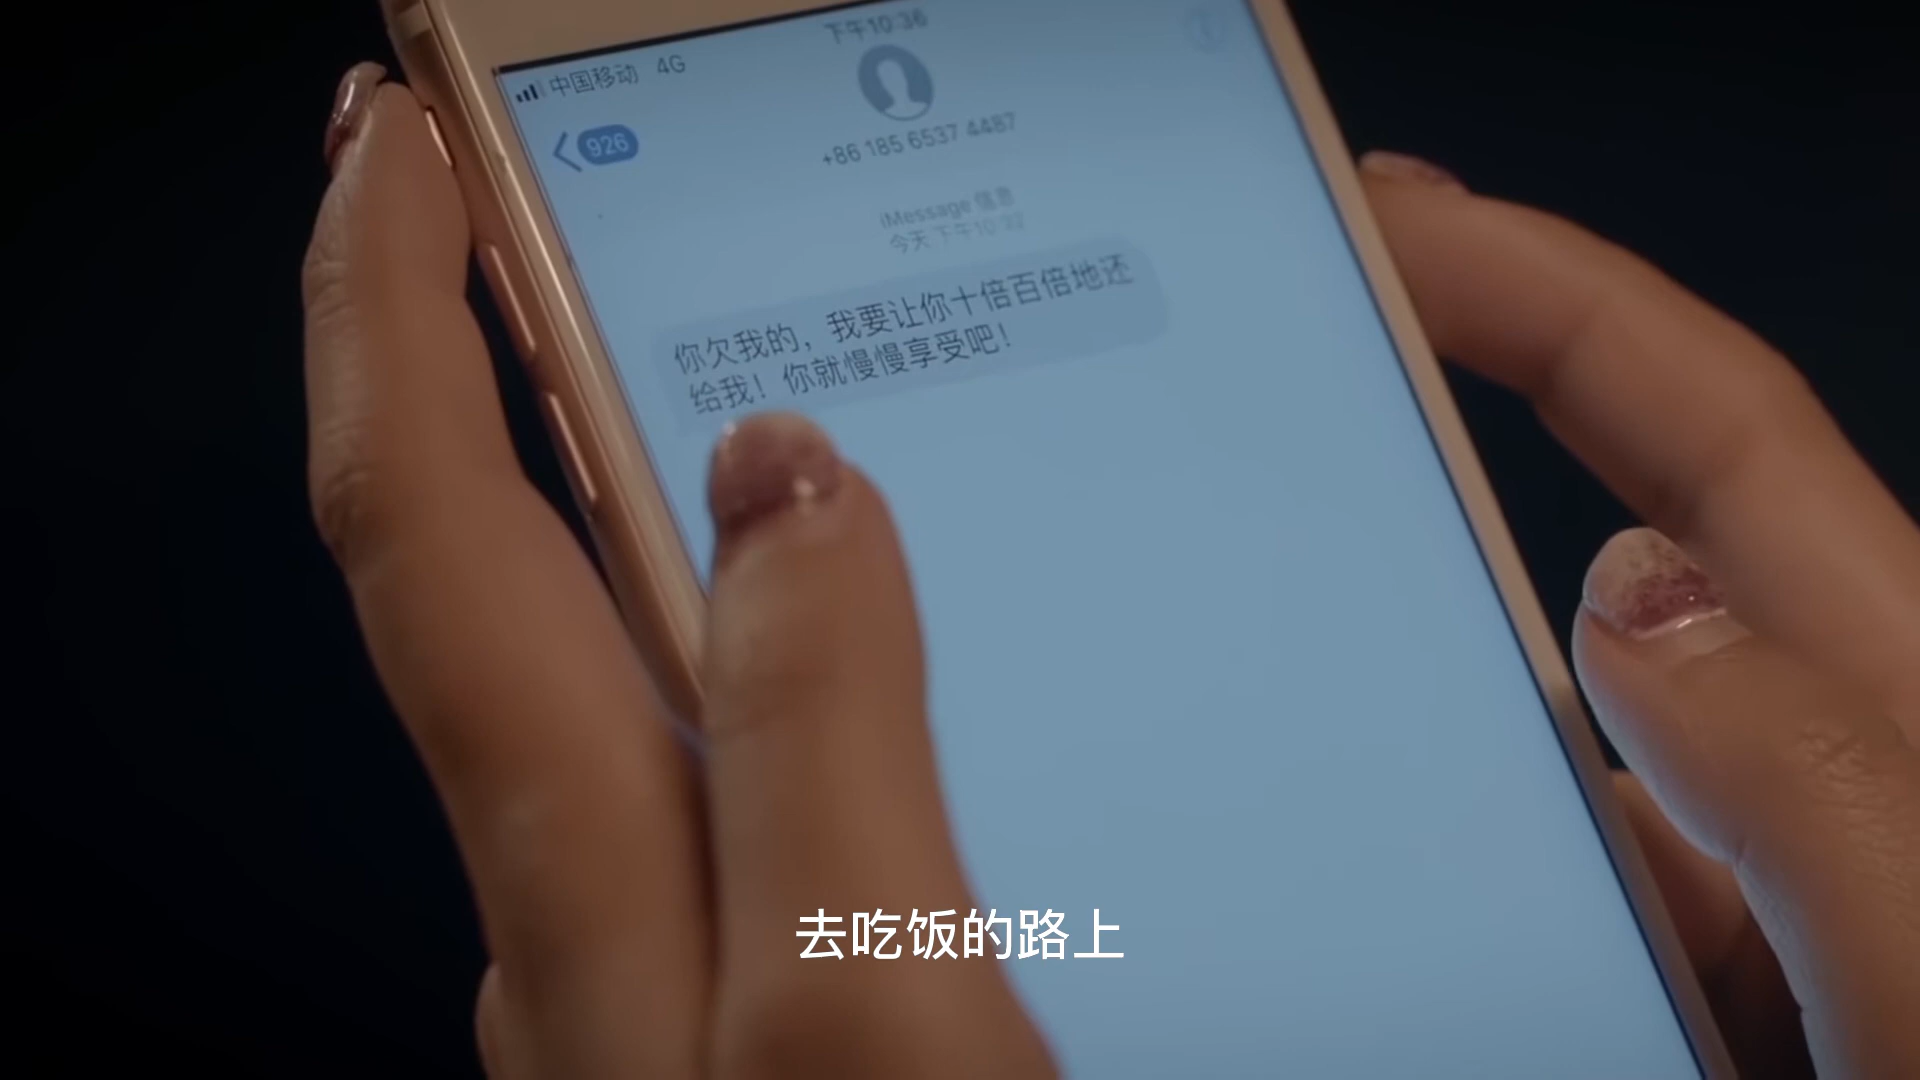 下午10:36
中国移动 4G
926
+86 185 6537 4487
iMessage 信息
今天 下午10:32
你欠我的，我要让你十倍百倍地还
给我！你就慢慢享受吧！
去吃饭的路上